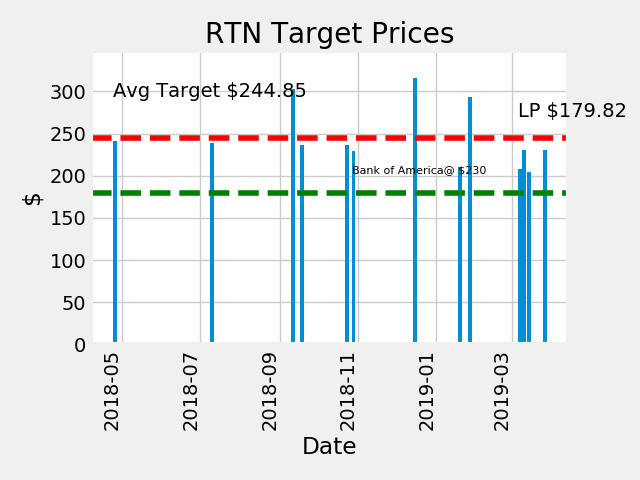 RTN Target Prices
Avg Target $244.85
LP $179.82
Bank of America@ $230
$
300
250
200
150
100
50
0
2018-05
2018-07
2018-09
2018-11
2019-01
2019-03
Date